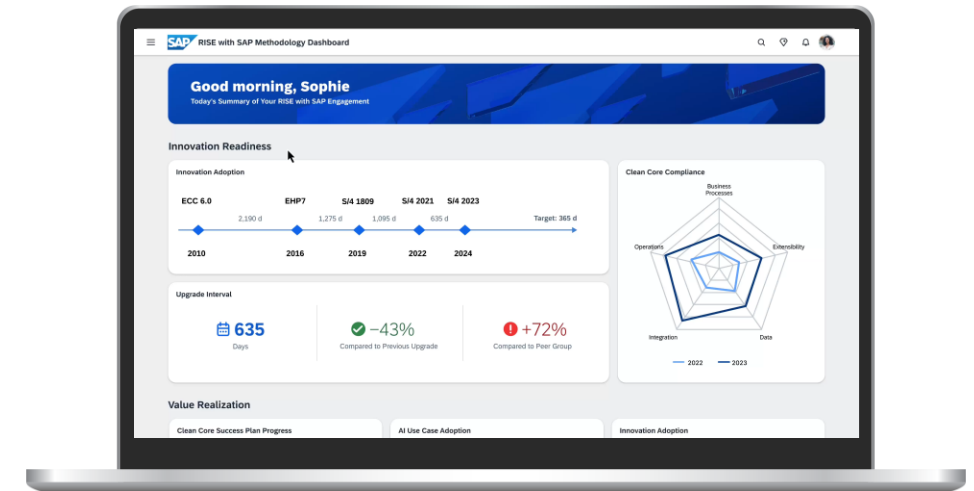 SAP RISE with SAP Methodology Dashboard
Good morning, Sophie
Today's Summary of Your RISE with SAP Engagement
Innovation Readiness
Innovation Adoption
ECC 6.0 EHP7 S/4 1809 S/4 2021 S/4 2023
2,190 d 1,275 d 1,095 d 635 d Target: 365 d
2010 2016 2019 2022 2024
Upgrade Interval
635
Days
−43%
Compared to Previous Upgrade
+72%
Compared to Peer Group
Clean Core Compliance
Business
Processes
Operations Extensibility
Integration Data
2022 2023
Value Realization
Clean Core Success Plan Progress
AI Use Case Adoption
Innovation Adoption